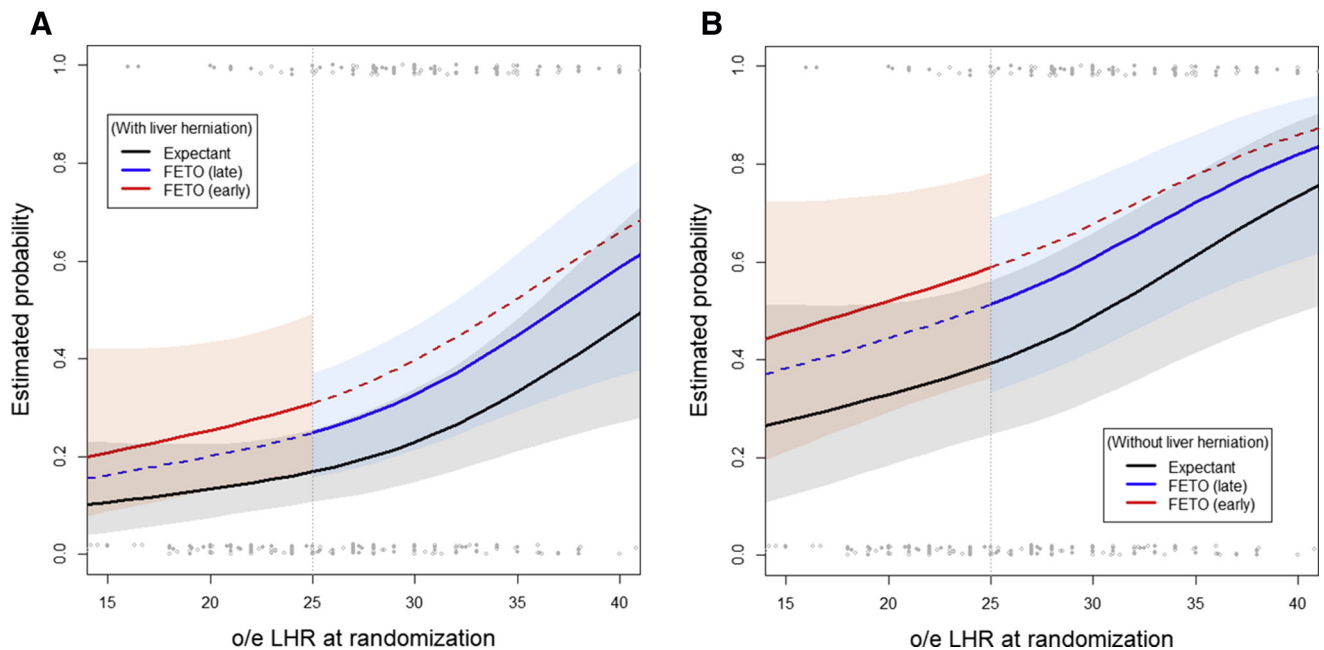 A
1.0
0.8
0.6
0.4
0.2
0.0
Estimated probability
(With liver herniation)
Expectant
FETO (late)
FETO (early)
15 20 25 30 35 40
o/e LHR at randomization
B
1.0
0.8
0.6
0.4
0.2
0.0
Estimated probability
(Without liver herniation)
Expectant
FETO (late)
FETO (early)
15 20 25 30 35 40
o/e LHR at randomization